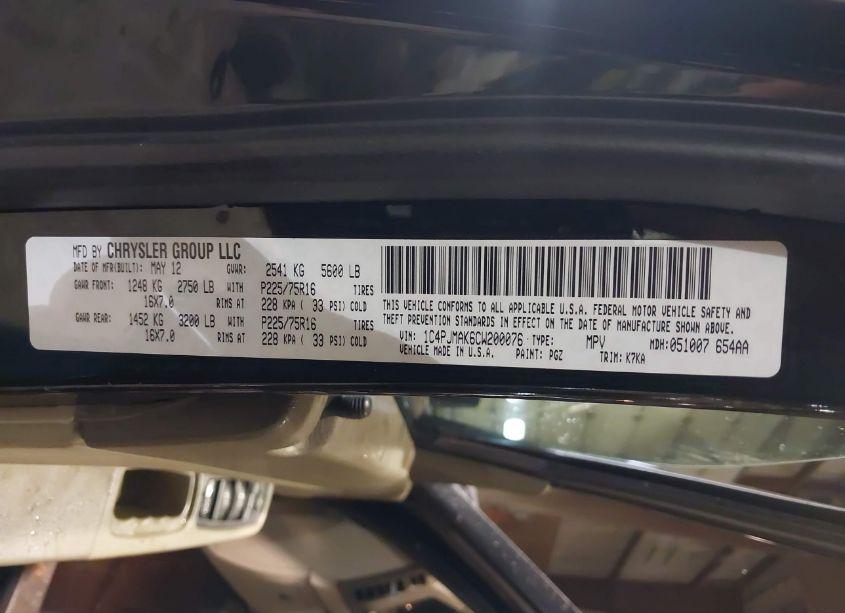 MFD BY CHRYSLER GROUP LLC
DATE OF MFR(BUILT): MAY 12 GVWR: 2541 KG 5600 LB
GAWR FRONT: 1248 KG 2750 LB WITH P225/75R16 TIRES
16X7.0 RIMS AT 228 KPA ( 33 PSI) COLD
GAWR REAR: 1452 KG 3200 LB WITH P225/75R16 TIRES
16X7.0 RIMS AT 228 KPA ( 33 PSI) COLD
THIS VEHICLE CONFORMS TO ALL APPLICABLE U.S.A. FEDERAL MOTOR VEHICLE SAFETY AND
THEFT PREVENTION STANDARDS IN EFFECT ON THE DATE OF MANUFACTURE SHOWN ABOVE.
VIN: 1C4PJMAK6CW200076 TYPE: MPV MDH: 051007 654AA
VEHICLE MADE IN U.S.A. PAINT: PGZ TRIM: K7KA